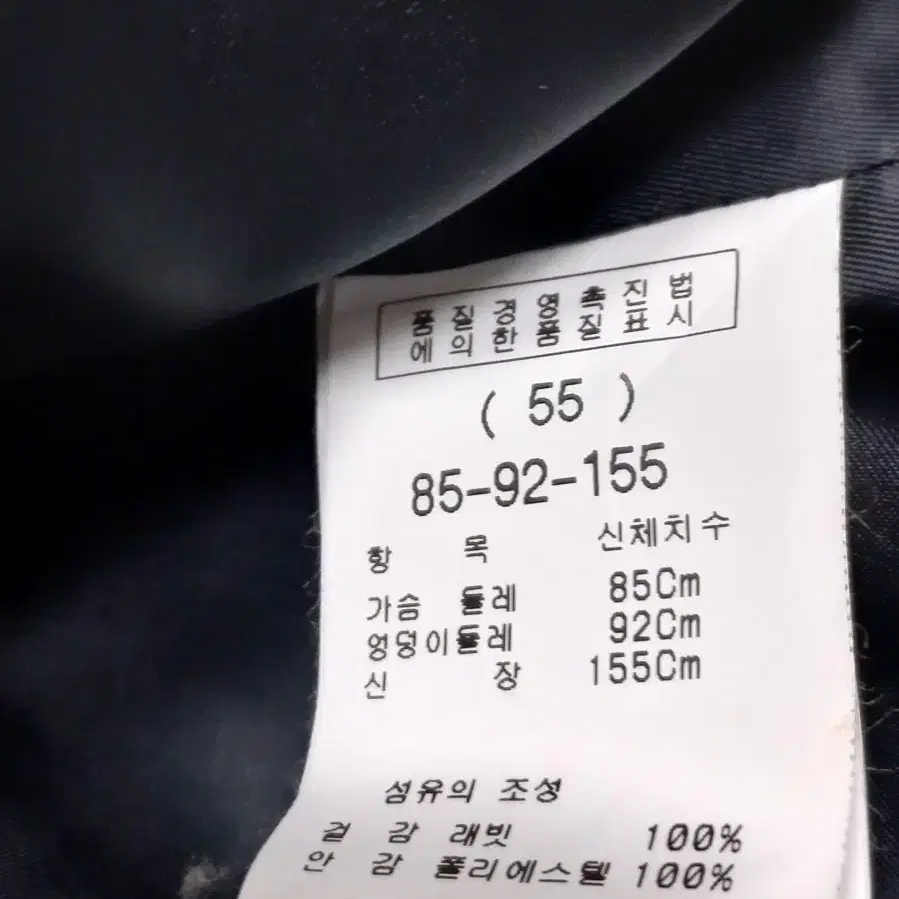 품질경영촉진법
에의한품질표시
( 55 )
85-92-155
항 목 신체치수
가슴 둘레 85Cm
엉덩이둘레 92Cm
신 장 155Cm
섬유의 조성
겉 감 래빗 100%
안 감 폴리에스텔 100%